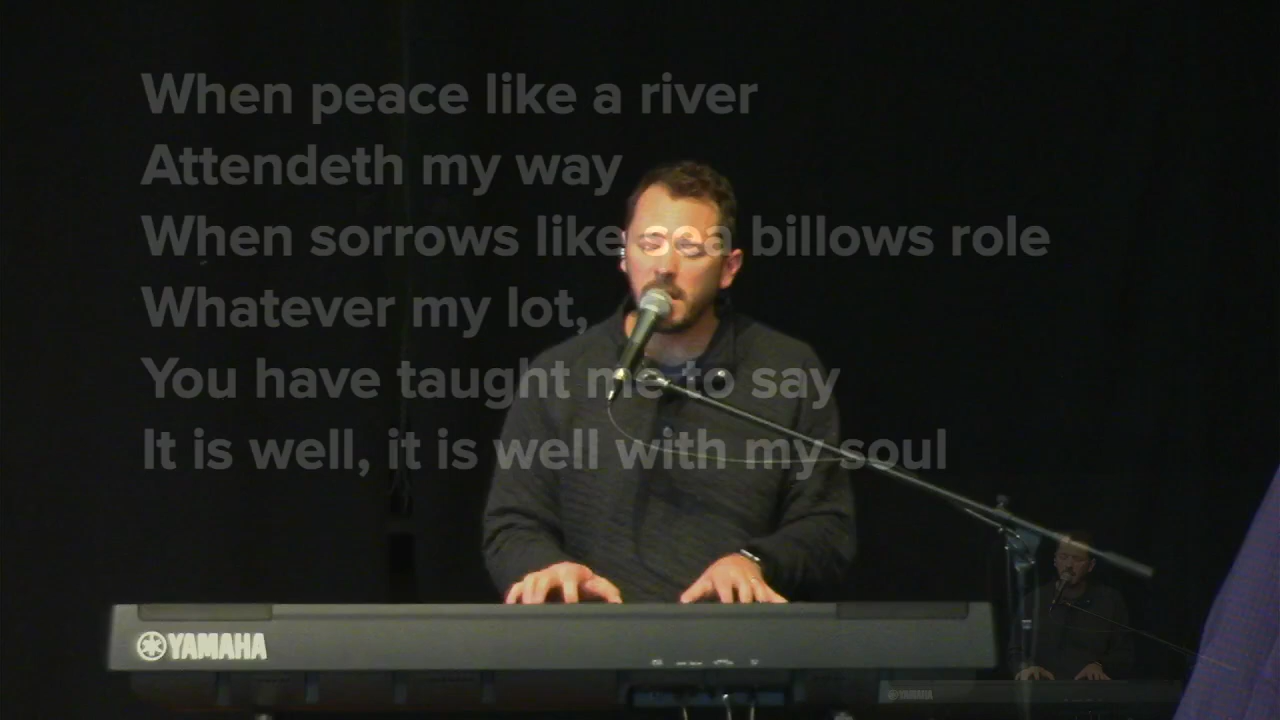 When peace like a river
Attendeth my way
When sorrows like sea billows role
Whatever my lot,
You have taught me to say
It is well, it is well with my soul
YAMAHA
YAMAHA